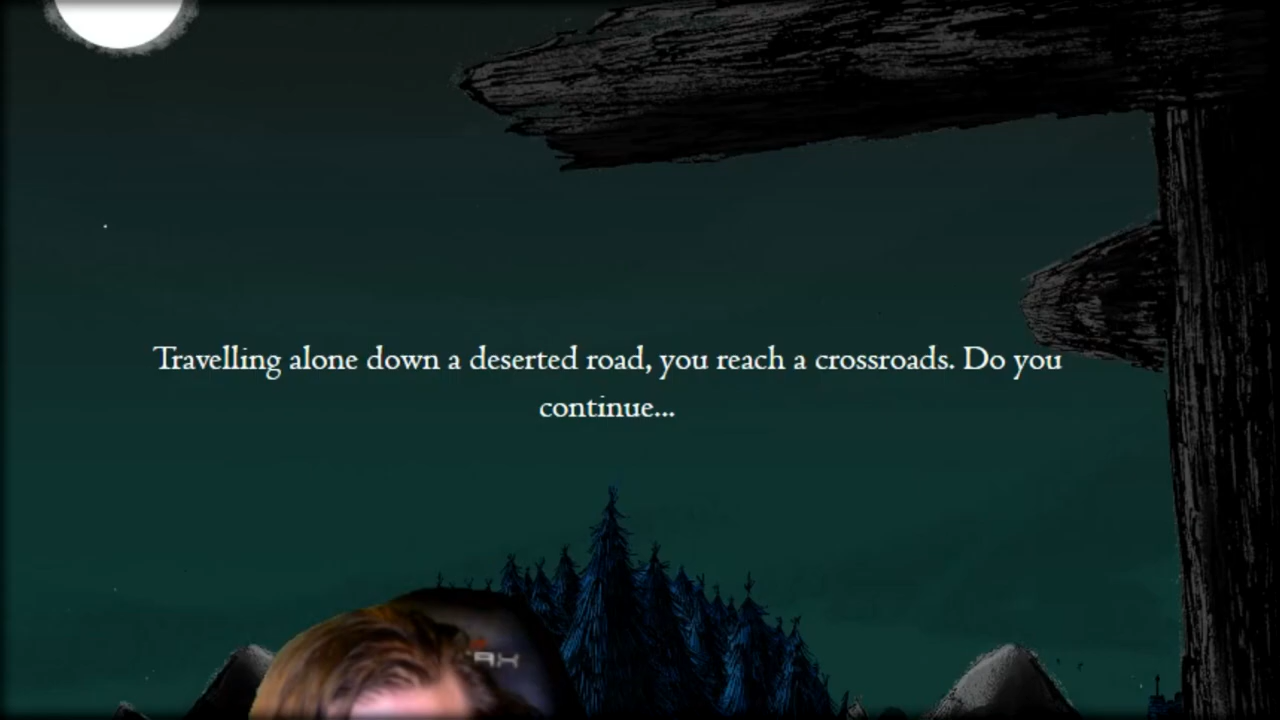 Travelling alone down a deserted road, you reach a crossroads. Do you
continue...